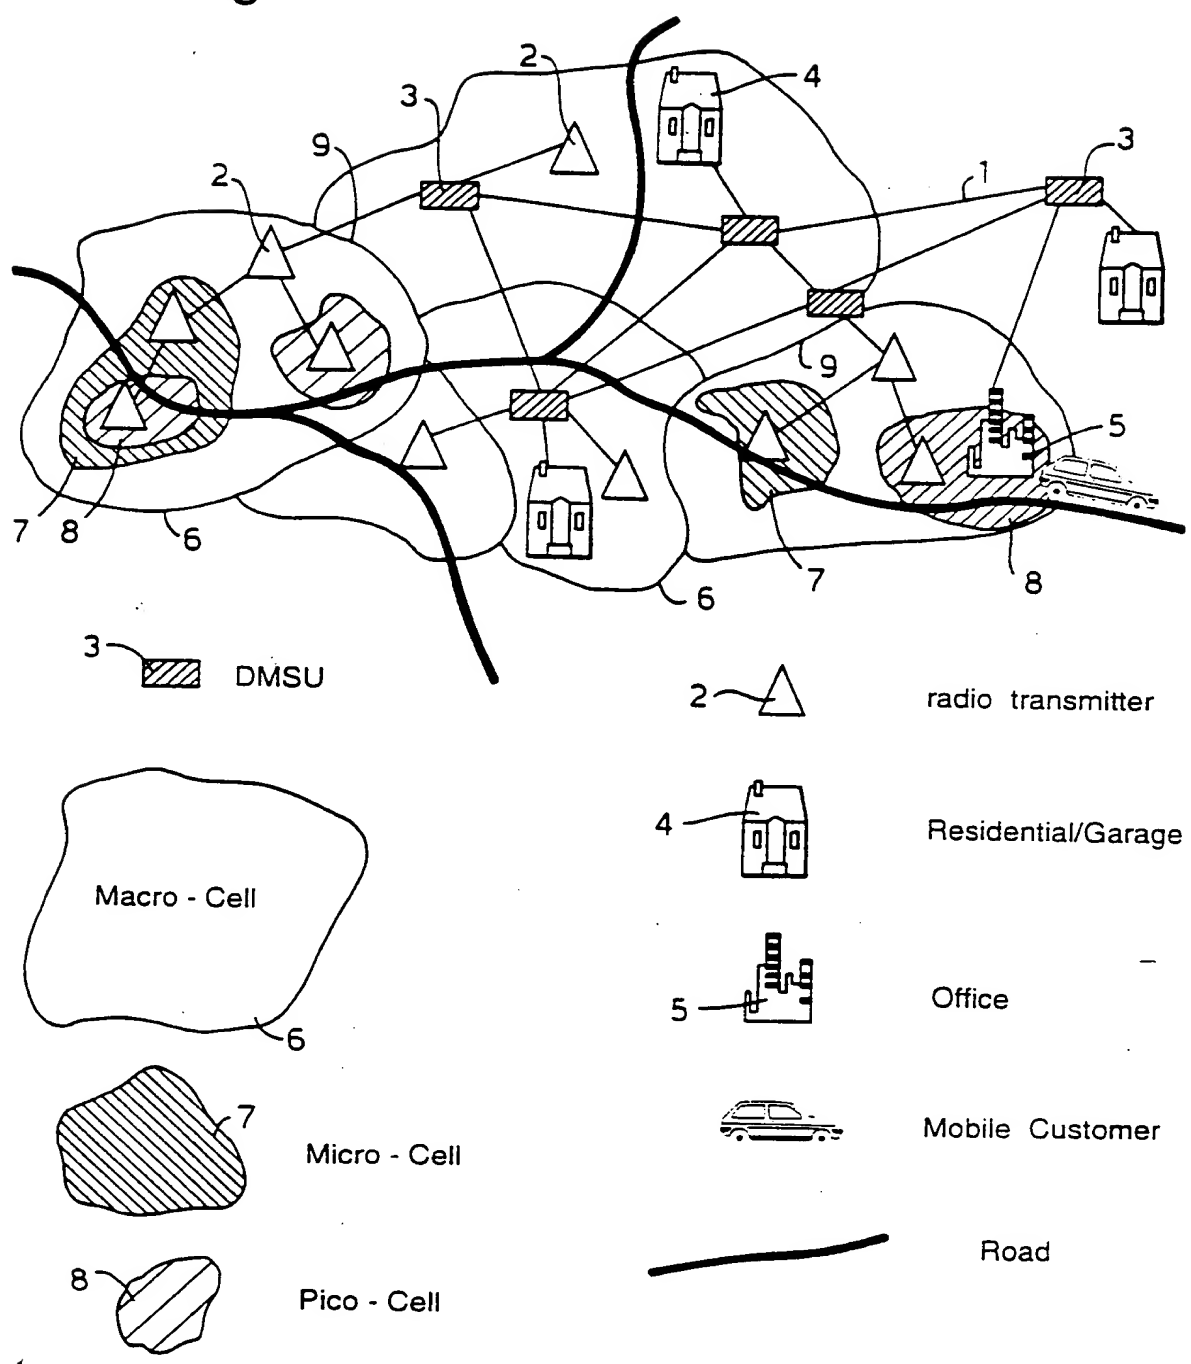 2
4
3
3
9
2
1
9
5
7
8
6
7
8
6
3
DMSU
2
radio transmitter
4
Residential/Garage
Macro - Cell
6
5
Office
7
Micro - Cell
Mobile Customer
8
Pico - Cell
Road